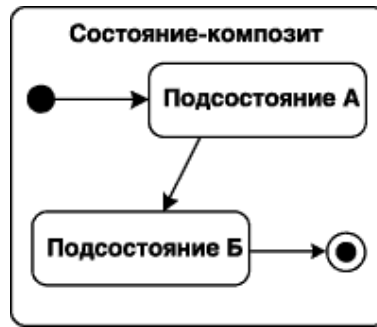 Состояние-композит
Подсостояние А
Подсостояние Б